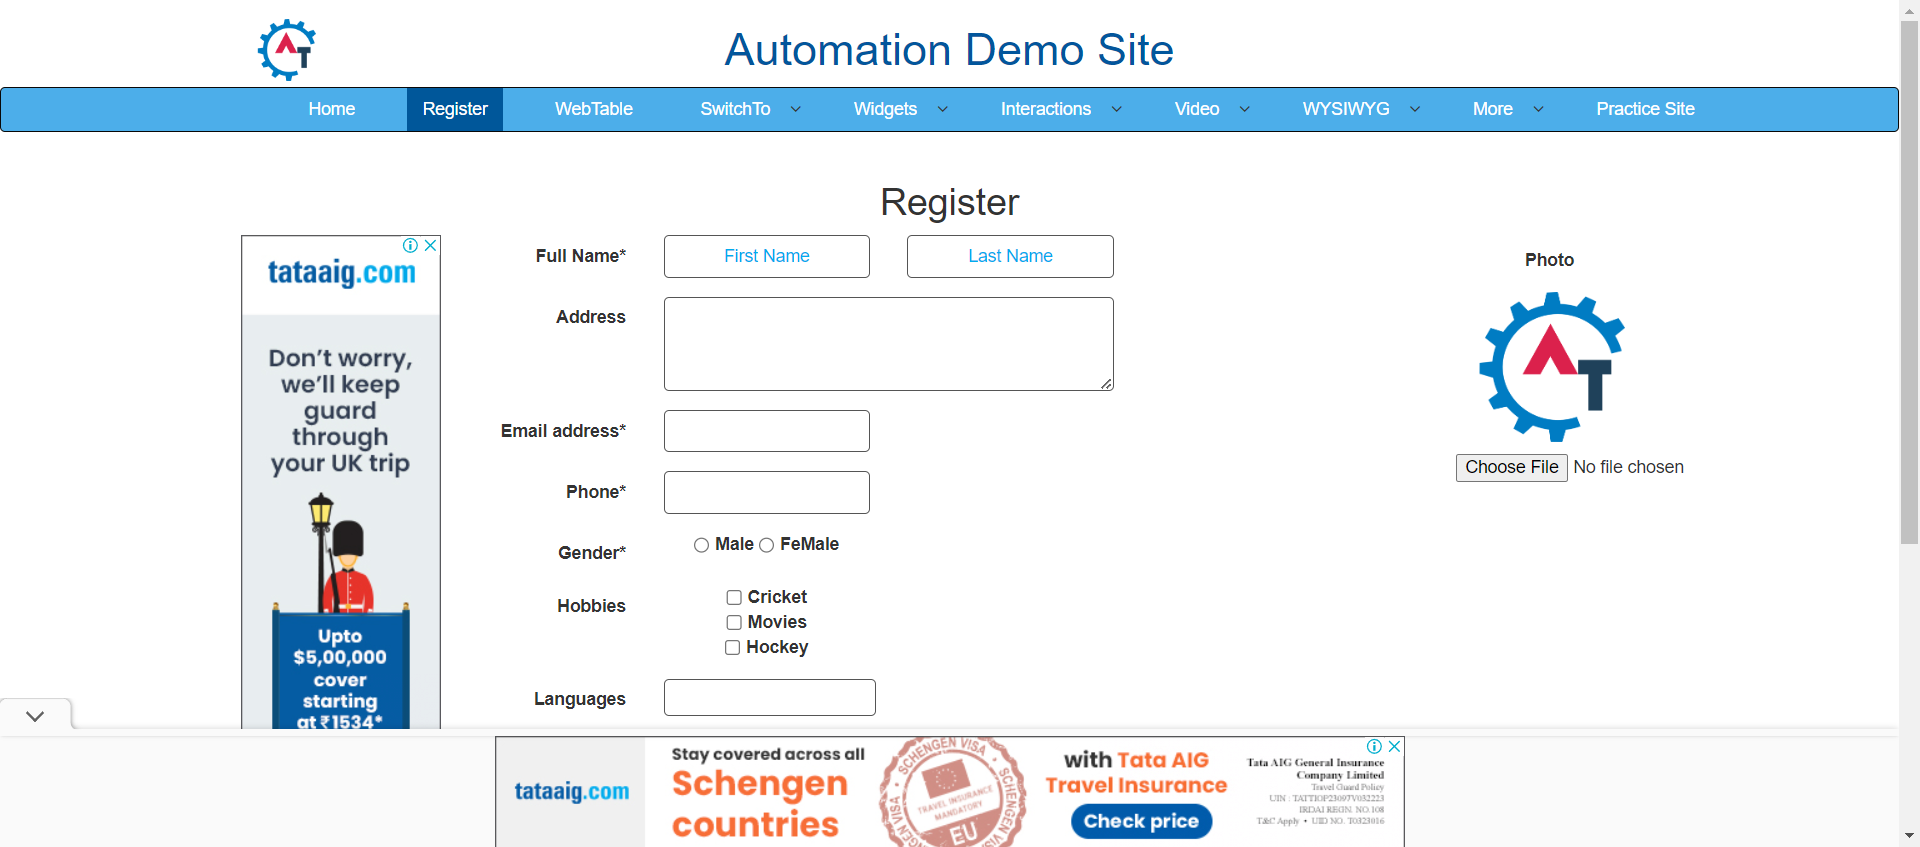 AT
Automation Demo Site
Home Register WebTable SwitchTo Widgets Interactions Video WYSIWYG More Practice Site
Register
tataaig.com
Don't worry,
we'll keep
guard
through
your UK trip
Upto
$5,00,000
cover
starting
at ₹1534*
Full Name* First Name Last Name
Address
Email address*
Phone*
Gender* Male FeMale
Hobbies
Cricket
Movies
Hockey
Languages
Photo
AT
Choose File No file chosen
tataaig.com
Stay covered across all
Schengen
countries
SCHENGEN VISA
SCHENGEN VISA
TRAVEL INSURANCE
MANDATORY
EU
with Tata AIG
Travel Insurance
Check price
Tata AIG General Insurance
Company Limited
Travel Guard Policy
UIN : TATTIOP23097V032223
IRDAI REGN. NO.108
T&C Apply • UID NO. T0323016